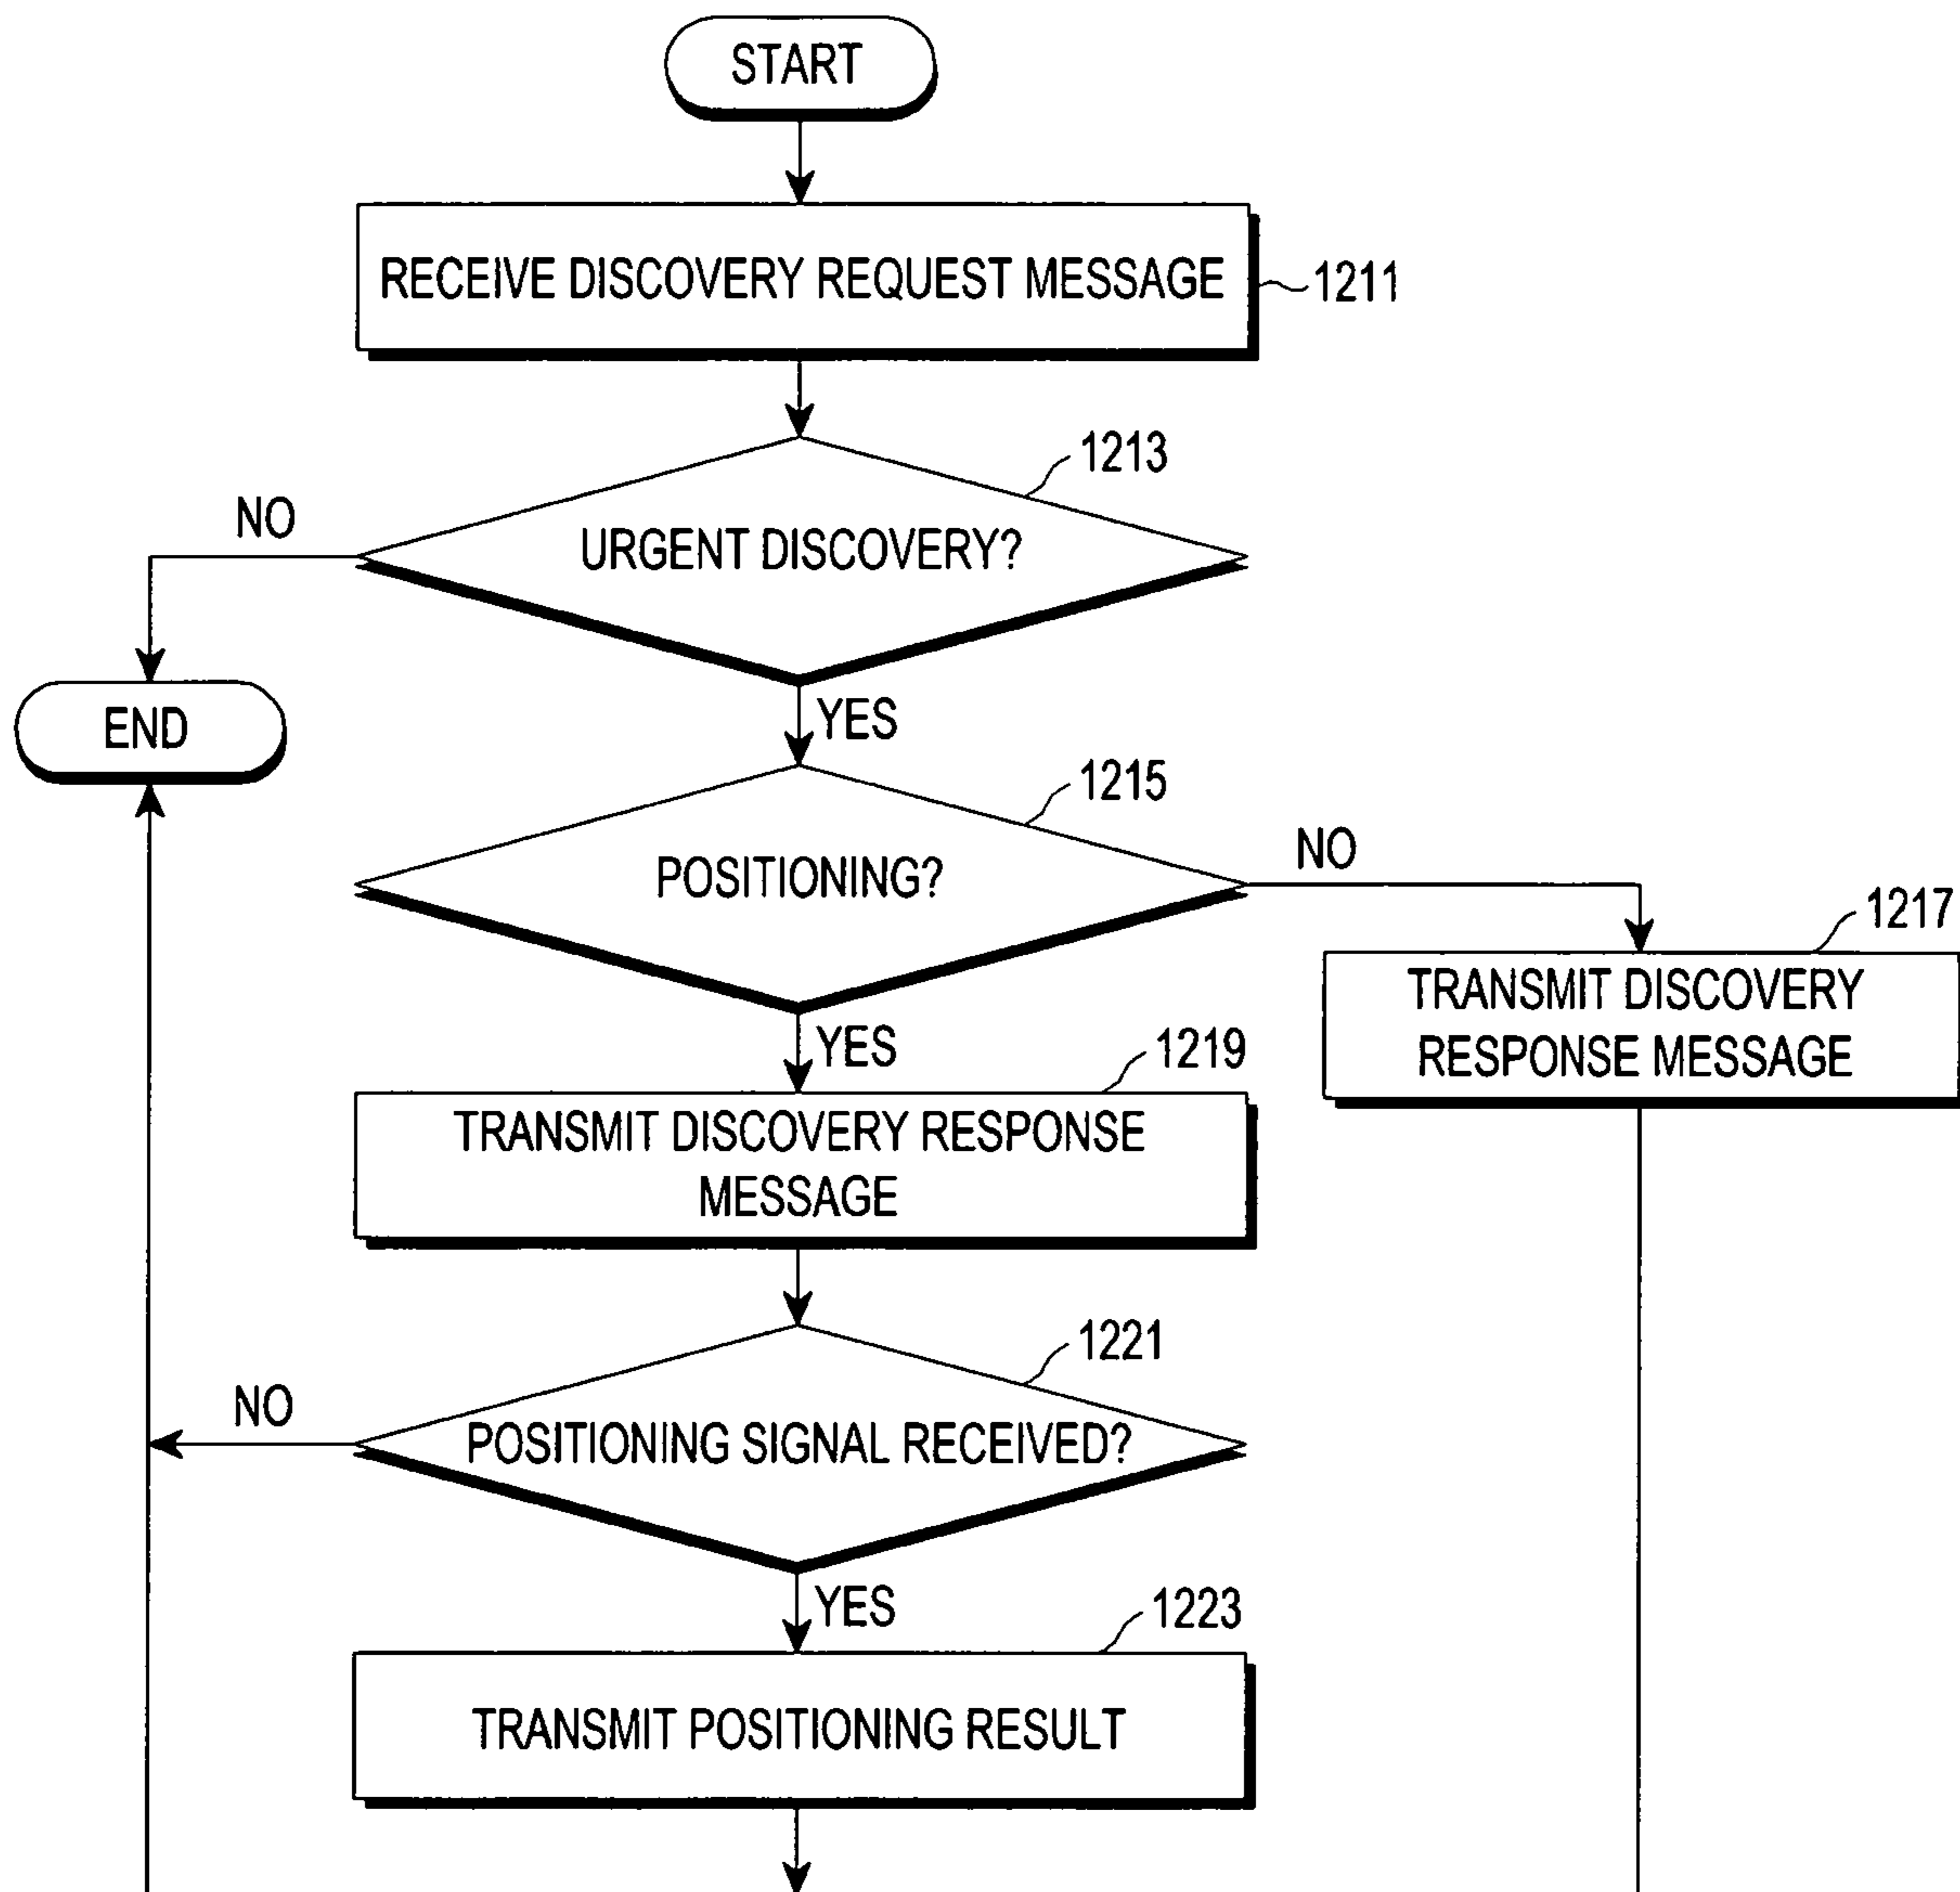 START
RECEIVE DISCOVERY REQUEST MESSAGE
1211
1213
NO
URGENT DISCOVERY?
END
YES
1215
POSITIONING?
NO
1217
TRANSMIT DISCOVERY
RESPONSE MESSAGE
YES
1219
TRANSMIT DISCOVERY RESPONSE
MESSAGE
1221
NO
POSITIONING SIGNAL RECEIVED?
YES
1223
TRANSMIT POSITIONING RESULT